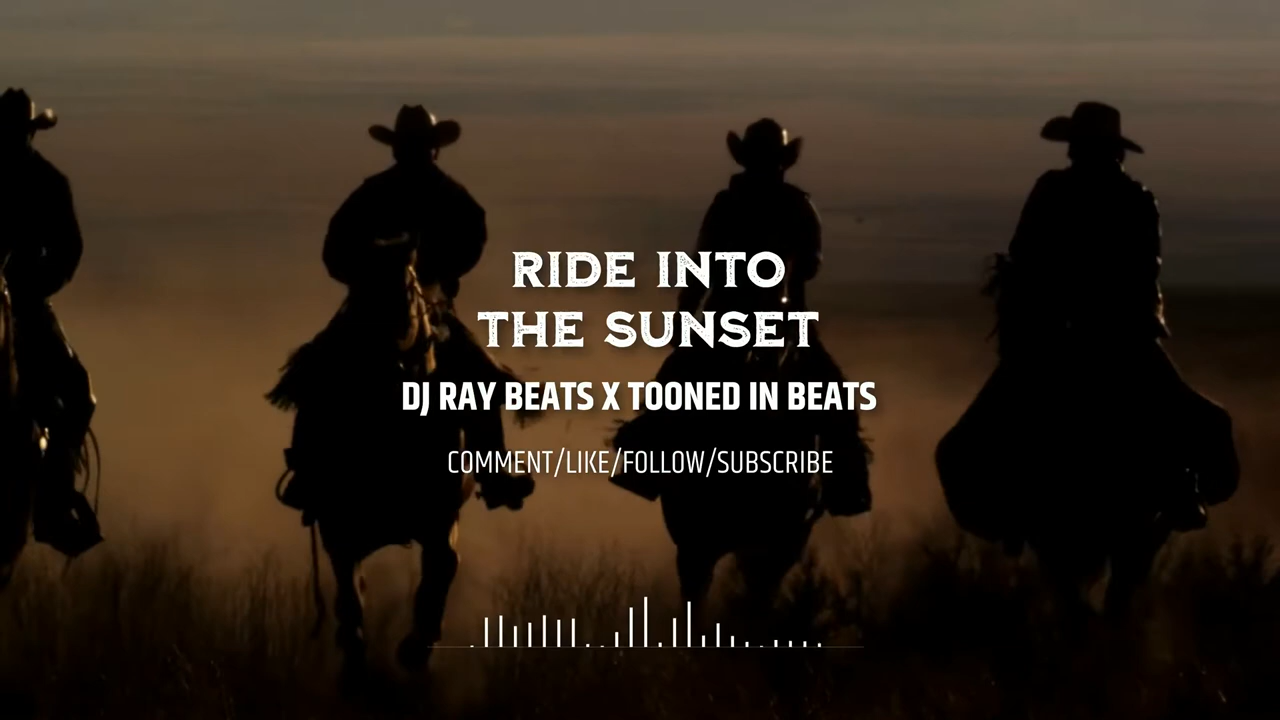 RIDE INTO
THE SUNSET
DJ RAY BEATS X TOONED IN BEATS
COMMENT/LIKE/FOLLOW/SUBSCRIBE